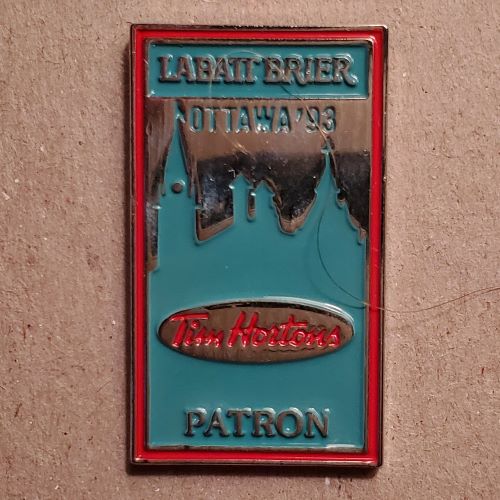 LABATT BRIER
OTTAWA '93
Tim Hortons
PATRON